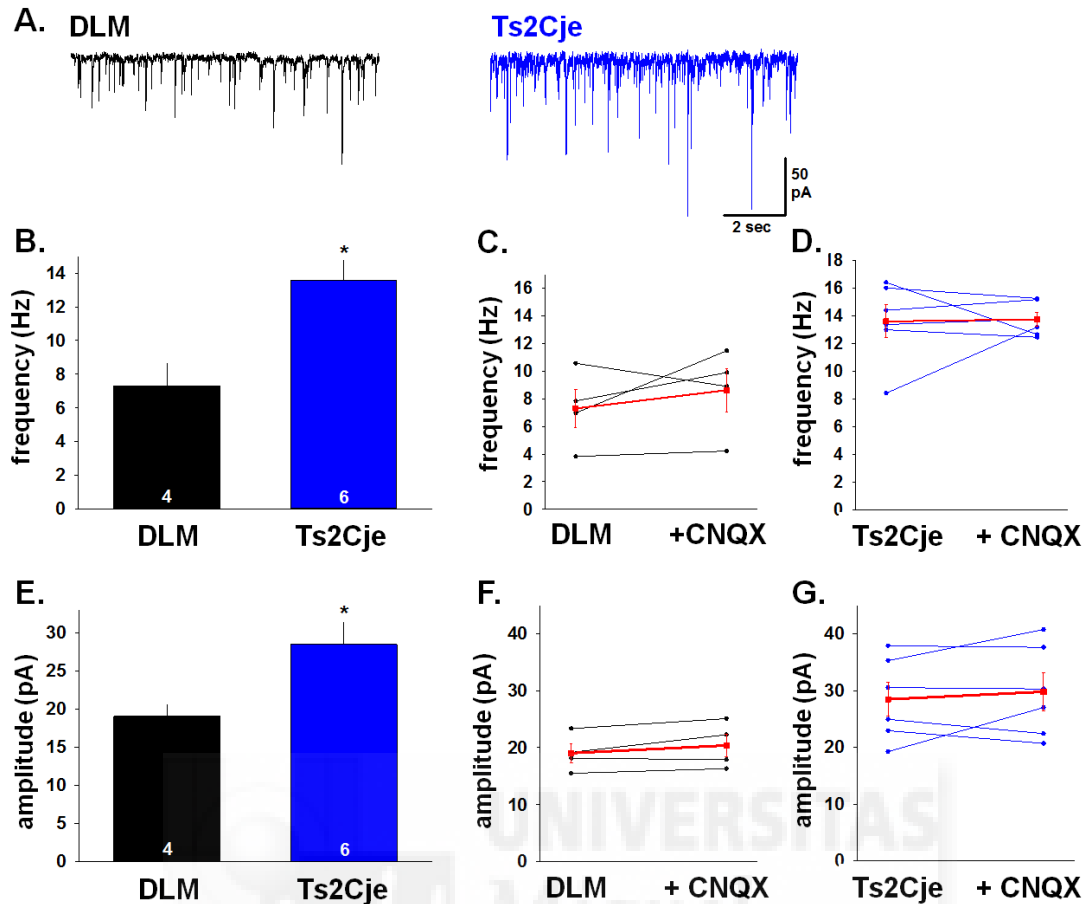 A.
DLM
Ts2Cje
50
pA
2 sec
B.
*
frequency (Hz)
14
12
10
8
6
4
2
0
4
6
DLM
Ts2Cje
C.
frequency (Hz)
16
14
12
10
8
6
4
2
0
DLM
+CNQX
D.
frequency (Hz)
18
16
14
12
10
8
6
4
2
0
Ts2Cje
+ CNQX
E.
*
amplitude (pA)
30
25
20
15
10
5
0
4
6
DLM
Ts2Cje
F.
amplitude (pA)
40
30
20
10
0
DLM
+ CNQX
G.
amplitude (pA)
40
30
20
10
0
Ts2Cje
+ CNQX
UNIVERSITAS